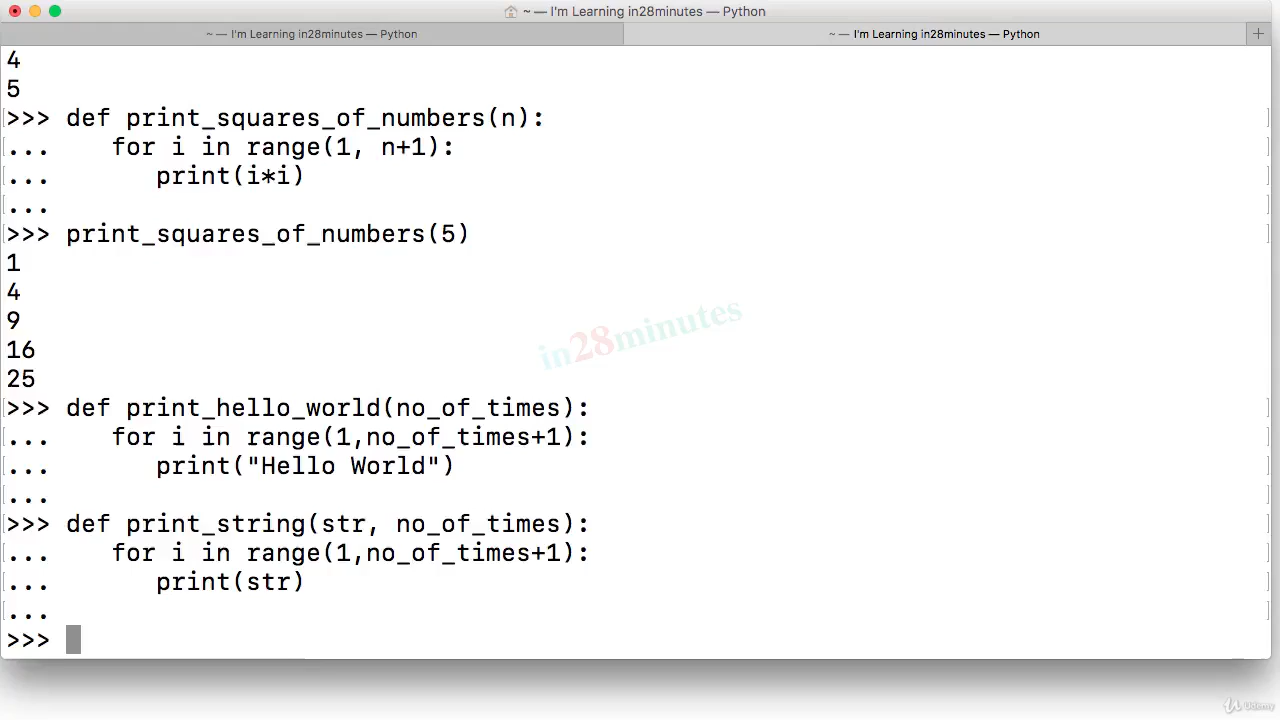 ~ — I'm Learning in28minutes — Python
~ — I'm Learning in28minutes — Python
~ — I'm Learning in28minutes — Python
4
5
>>> def print_squares_of_numbers(n):
...    for i in range(1, n+1):
...       print(i*i)
...
>>> print_squares_of_numbers(5)
1
4
9
16
25
>>> def print_hello_world(no_of_times):
...    for i in range(1,no_of_times+1):
...       print("Hello World")
...
>>> def print_string(str, no_of_times):
...    for i in range(1,no_of_times+1):
...       print(str)
...
>>>
in28minutes
Udemy